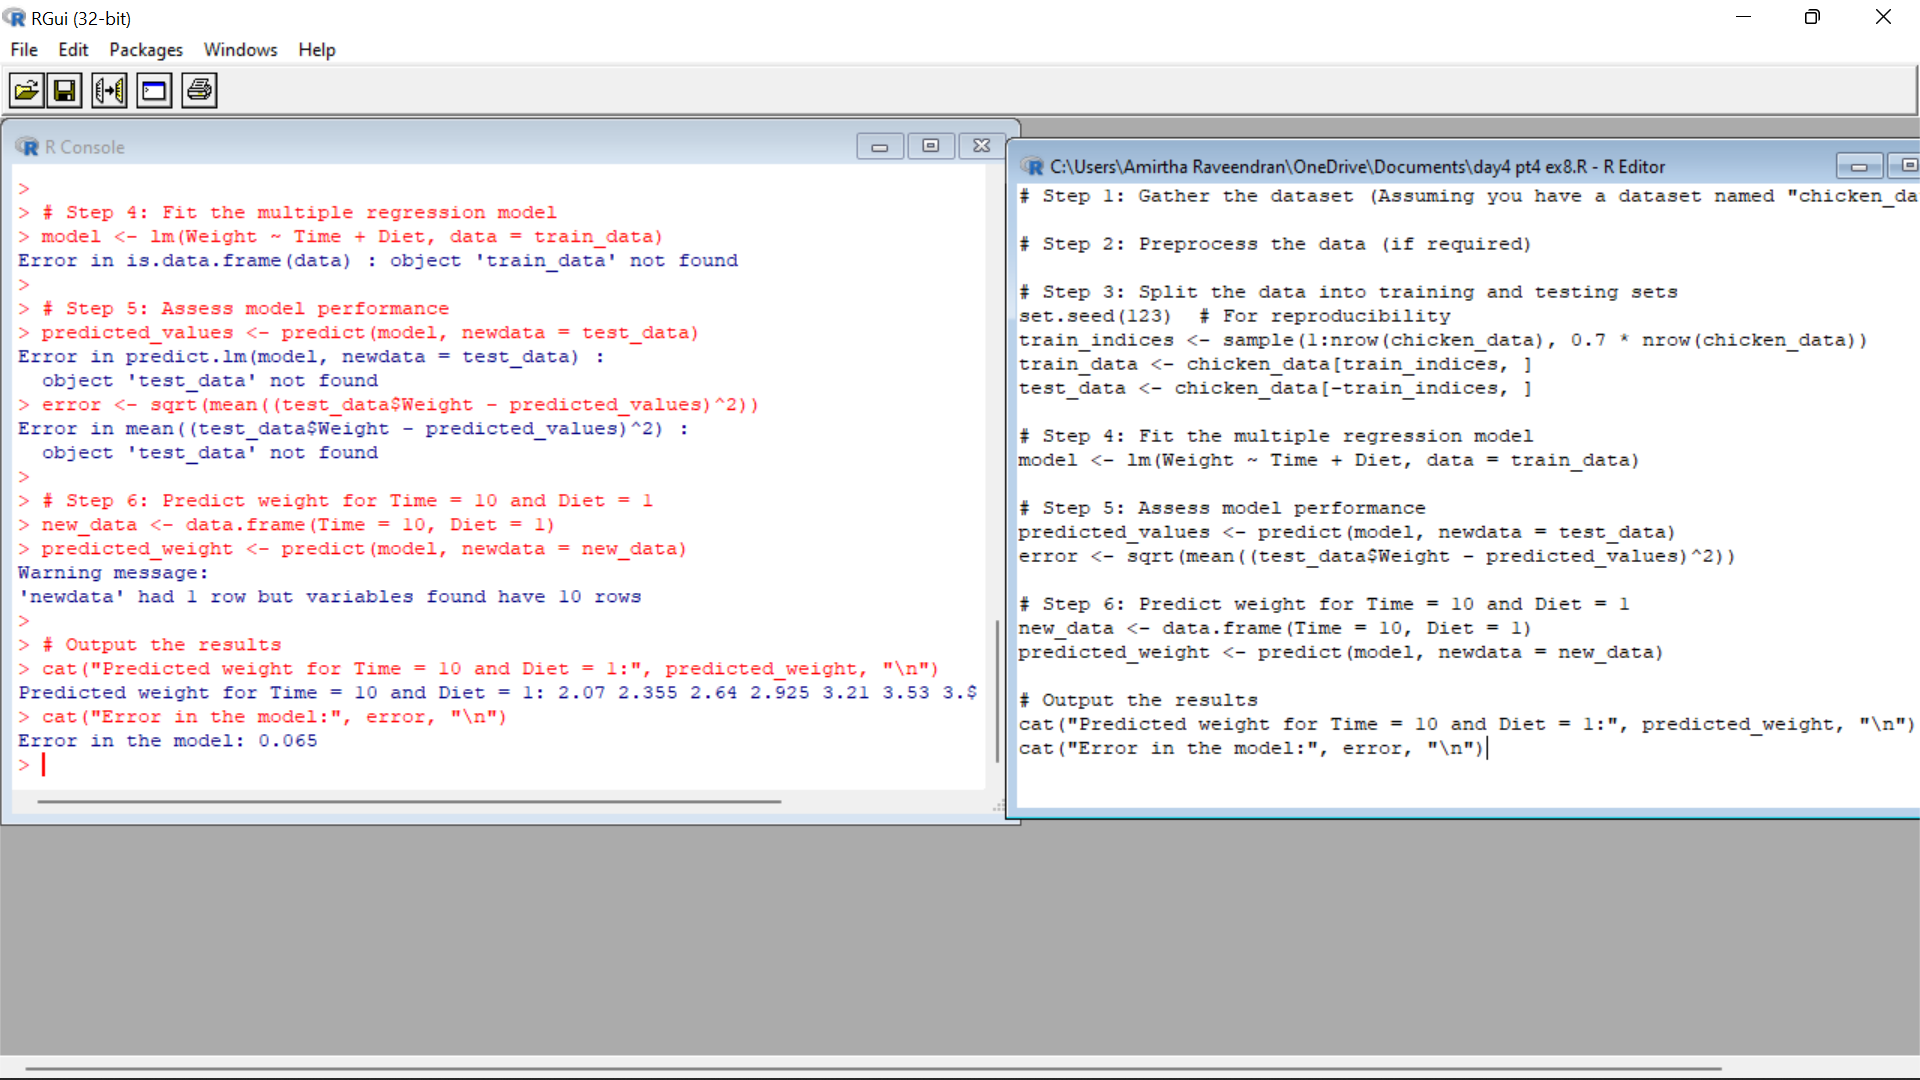 RGui (32-bit)
File Edit Packages Windows Help
R Console
>
> # Step 4: Fit the multiple regression model
> model <- lm(Weight ~ Time + Diet, data = train_data)
Error in is.data.frame(data) : object 'train_data' not found
>
> # Step 5: Assess model performance
> predicted_values <- predict(model, newdata = test_data)
Error in predict.lm(model, newdata = test_data) :
  object 'test_data' not found
> error <- sqrt(mean((test_data$Weight - predicted_values)^2))
Error in mean((test_data$Weight - predicted_values)^2) :
  object 'test_data' not found
>
> # Step 6: Predict weight for Time = 10 and Diet = 1
> new_data <- data.frame(Time = 10, Diet = 1)
> predicted_weight <- predict(model, newdata = new_data)
Warning message:
'newdata' had 1 row but variables found have 10 rows
>
> # Output the results
> cat("Predicted weight for Time = 10 and Diet = 1:", predicted_weight, "\n")
Predicted weight for Time = 10 and Diet = 1: 2.07 2.355 2.64 2.925 3.21 3.53 3.$
> cat("Error in the model:", error, "\n")
Error in the model: 0.065
>
C:\Users\Amirtha Raveendran\OneDrive\Documents\day4 pt4 ex8.R - R Editor
# Step 1: Gather the dataset (Assuming you have a dataset named "chicken_da
# Step 2: Preprocess the data (if required)
# Step 3: Split the data into training and testing sets
set.seed(123)  # For reproducibility
train_indices <- sample(1:nrow(chicken_data), 0.7 * nrow(chicken_data))
train_data <- chicken_data[train_indices, ]
test_data <- chicken_data[-train_indices, ]
# Step 4: Fit the multiple regression model
model <- lm(Weight ~ Time + Diet, data = train_data)
# Step 5: Assess model performance
predicted_values <- predict(model, newdata = test_data)
error <- sqrt(mean((test_data$Weight - predicted_values)^2))
# Step 6: Predict weight for Time = 10 and Diet = 1
new_data <- data.frame(Time = 10, Diet = 1)
predicted_weight <- predict(model, newdata = new_data)
# Output the results
cat("Predicted weight for Time = 10 and Diet = 1:", predicted_weight, "\n")
cat("Error in the model:", error, "\n")